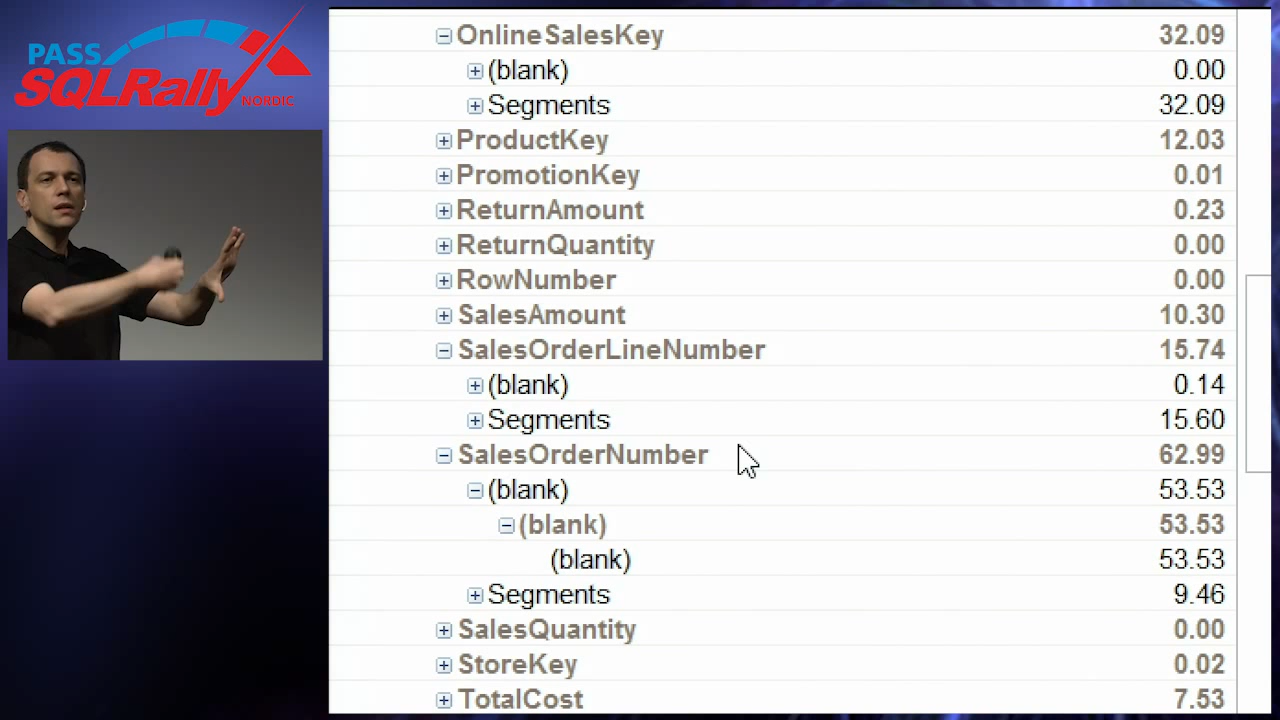 PASS
SQLRally
NORDIC
OnlineSalesKey 32.09
(blank) 0.00
Segments 32.09
ProductKey 12.03
PromotionKey 0.01
ReturnAmount 0.23
ReturnQuantity 0.00
RowNumber 0.00
SalesAmount 10.30
SalesOrderLineNumber 15.74
(blank) 0.14
Segments 15.60
SalesOrderNumber 62.99
(blank) 53.53
(blank) 53.53
(blank) 53.53
Segments 9.46
SalesQuantity 0.00
StoreKey 0.02
TotalCost 7.53